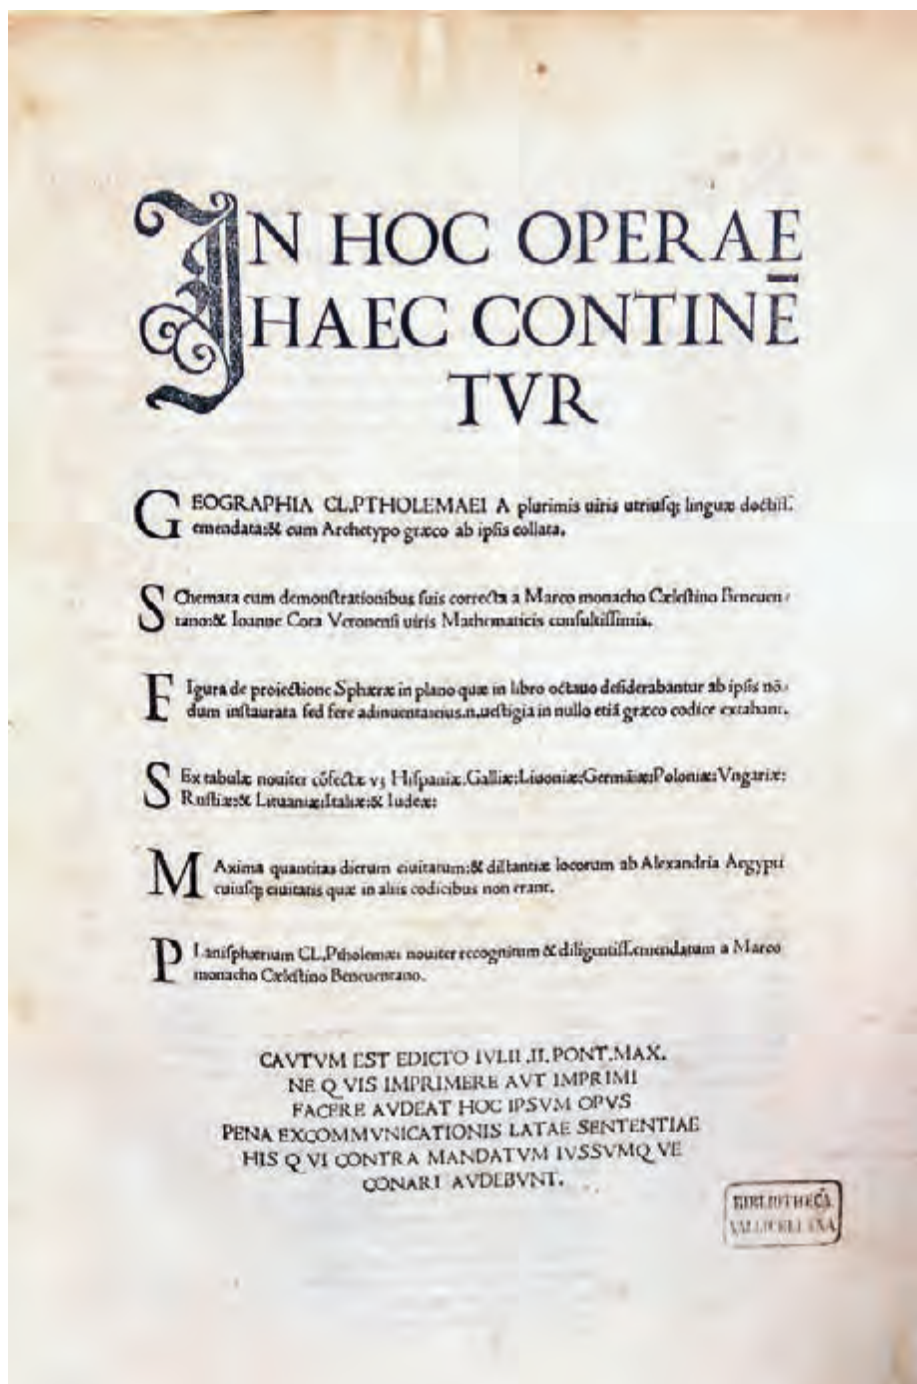 IN HOC OPERAE
HAEC CONTINĒ
TVR
GEOGRAPHIA CL.PTHOLEMAEI A plurimis uiris utriusq; linguæ doctiss.
emendata:& cum Archetypo græco ab ipsis collata.
SChemata cum demonstrationibus suis correcta a Marco monacho Cælestino Beneuen
tano:& Ioanne Cota Veronensi uiris Mathematicis consultissimis.
FIgura de proiectione Sphæræ in plano quæ in libro octauo desiderabantur ab ipsis nō
dum instaurata sed fere adinuenta eius.n.uestigia in nullo etiā græco codice extabant.
SEx tabulæ nouiter cōfectæ vȝ Hispaniæ.Galliæ:Liuoniæ:Germāiæ:Poloniæ:Vngariæ:
Russiæ:& Lituaniæ:Italiæ:& Iudeæ:
MAxima quantitas dierum ciuitatum:& distantiæ locorum ab Alexandria Aegypti
cuiusq; ciuitatis quæ in aliis codicibus non erant.
PLanisphærium CL.Ptholemæi nouiter recognitum & diligentiss.emendatum a Marco
monacho Cælestino Beneuentano.
CAVTVM EST EDICTO IVLII .II. PONT.MAX.
NE Q VIS IMPRIMERE AVT IMPRIMI
FACERE AVDEAT HOC IPSVM OPVS
PENA EXCOMMVNICATIONIS LATAE SENTENTIAE
HIS Q VI CONTRA MANDATVM IVSSVMQ VE
CONARI AVDEBVNT.
BIBLIOTHECA
VALLICELLANA